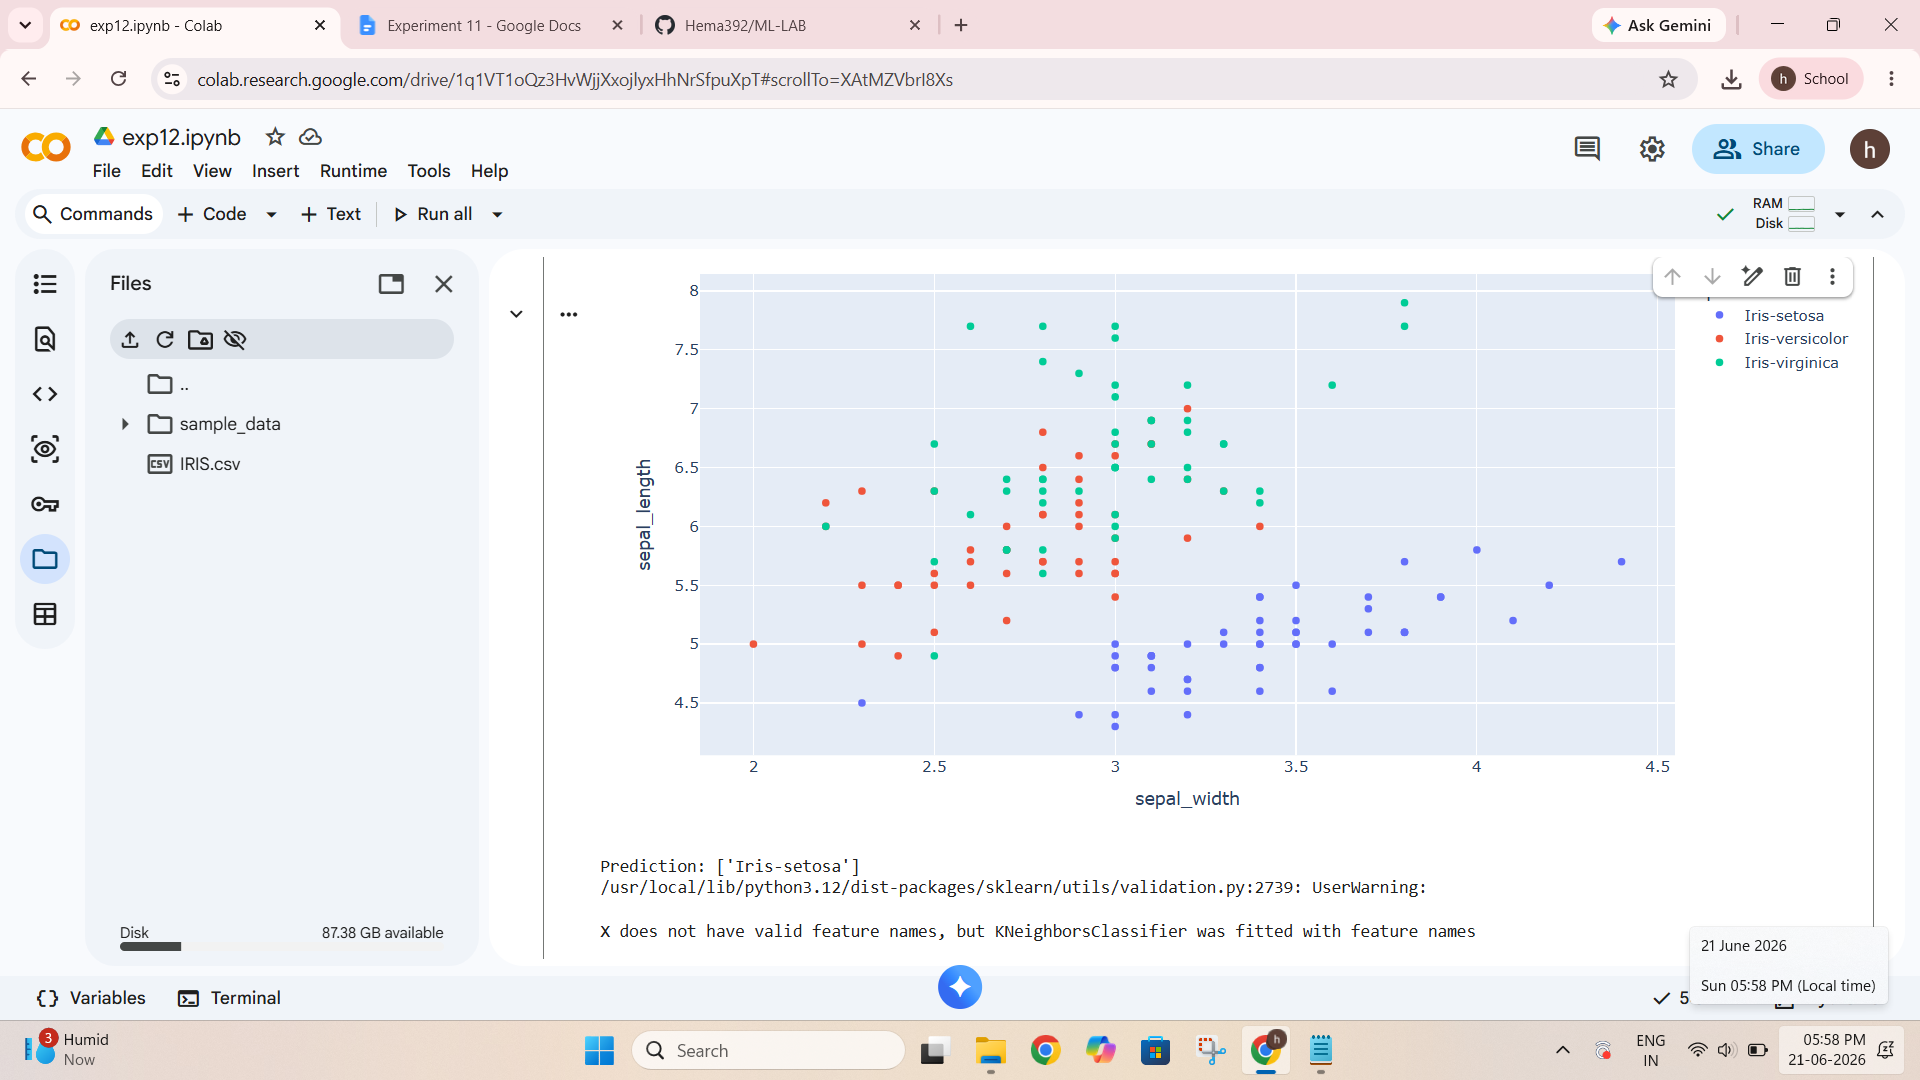 exp12.ipynb - Colab
Experiment 11 - Google Docs
Hema392/ML-LAB
Ask Gemini
colab.research.google.com/drive/1q1VT1oQz3HvWjjXxojlyxHhNrSfpuXpT#scrollTo=XAtMZVbrI8Xs
h
School
exp12.ipynb
File Edit View Insert Runtime Tools Help
Share
h
Commands
+ Code
+ Text
Run all
RAM
Disk
Files
..
sample_data
CSV
IRIS.csv
Disk
87.38 GB available
8
7.5
7
6.5
6
5.5
5
4.5
sepal_length
2
2.5
3
3.5
4
4.5
sepal_width
Iris-setosa
Iris-versicolor
Iris-virginica
Prediction: ['Iris-setosa']
/usr/local/lib/python3.12/dist-packages/sklearn/utils/validation.py:2739: UserWarning:
X does not have valid feature names, but KNeighborsClassifier was fitted with feature names
Variables
Terminal
21 June 2026
Sun 05:58 PM (Local time)
3
Humid
Now
Search
h
ENG
IN
05:58 PM
21-06-2026